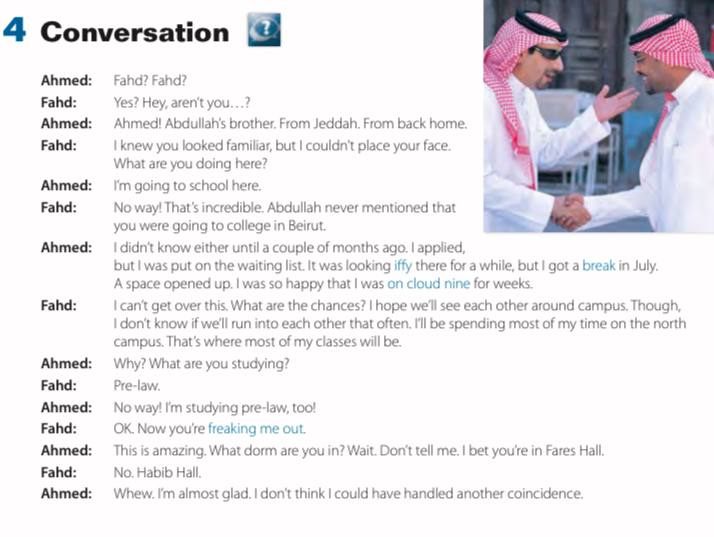 4 Conversation ?
Ahmed: Fahd? Fahd?
Fahd: Yes? Hey, aren't you…?
Ahmed: Ahmed! Abdullah's brother. From Jeddah. From back home.
Fahd: I knew you looked familiar, but I couldn't place your face.
What are you doing here?
Ahmed: I'm going to school here.
Fahd: No way! That's incredible. Abdullah never mentioned that
you were going to college in Beirut.
Ahmed: I didn't know either until a couple of months ago. I applied,
but I was put on the waiting list. It was looking iffy there for a while, but I got a break in July.
A space opened up. I was so happy that I was on cloud nine for weeks.
Fahd: I can't get over this. What are the chances? I hope we'll see each other around campus. Though,
I don't know if we'll run into each other that often. I'll be spending most of my time on the north
campus. That's where most of my classes will be.
Ahmed: Why? What are you studying?
Fahd: Pre-law.
Ahmed: No way! I'm studying pre-law, too!
Fahd: OK. Now you're freaking me out.
Ahmed: This is amazing. What dorm are you in? Wait. Don't tell me. I bet you're in Fares Hall.
Fahd: No. Habib Hall.
Ahmed: Whew. I'm almost glad. I don't think I could have handled another coincidence.